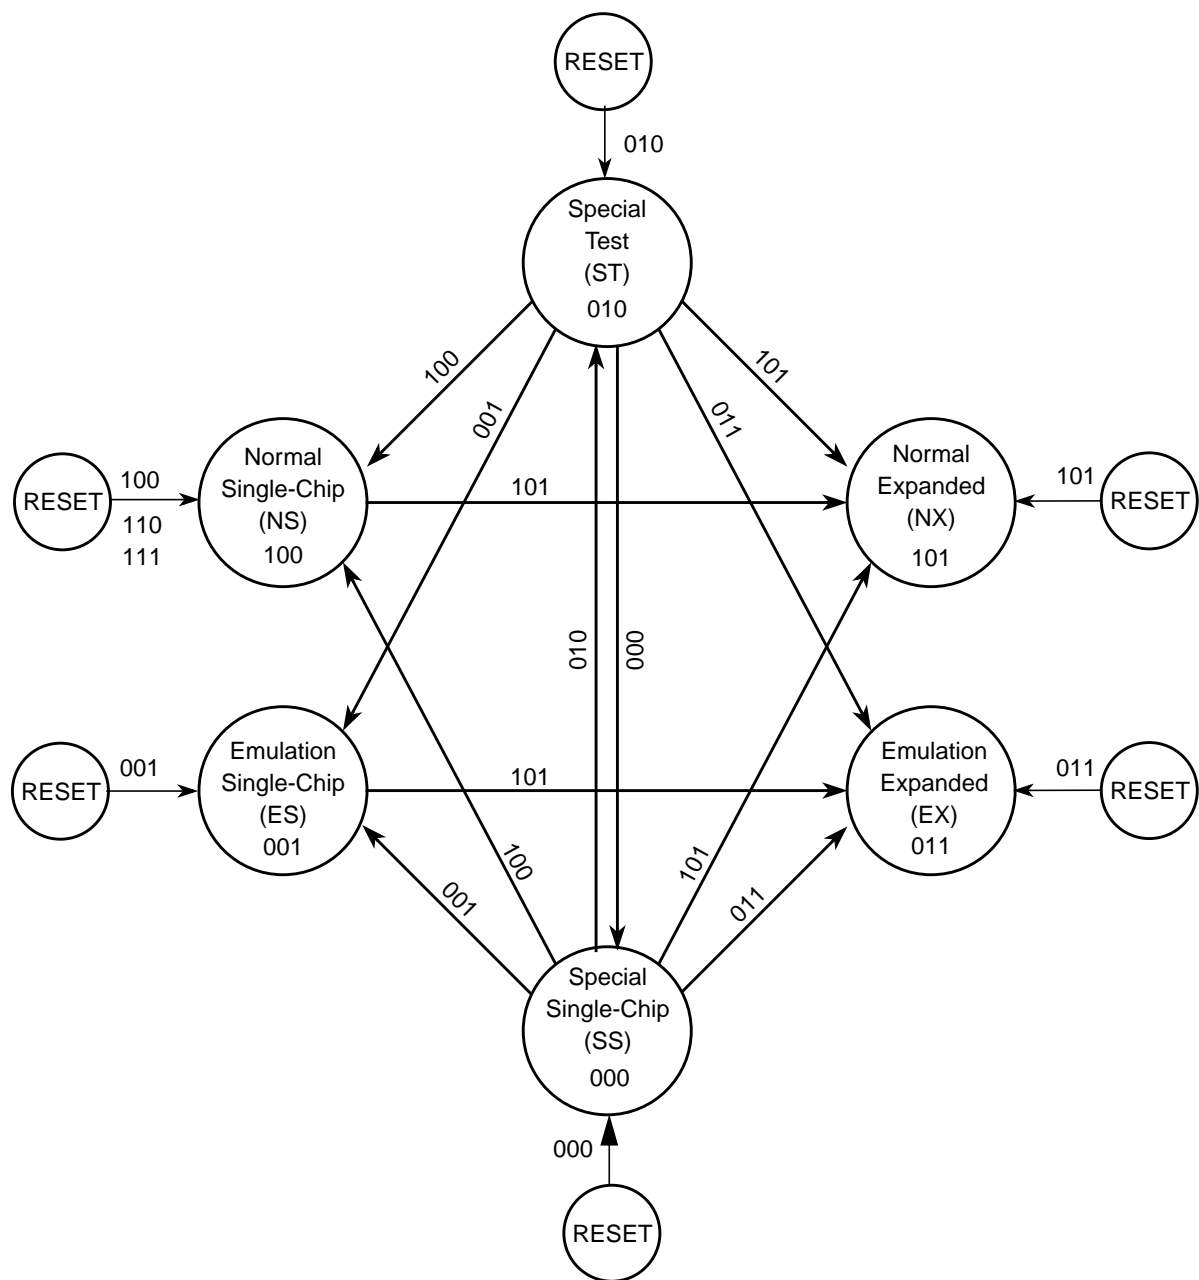 RESET
010
Special
Test
(ST)
010
100
001
011
101
Normal
Single-Chip
(NS)
100
RESET
100
110
111
101
Normal
Expanded
(NX)
101
101
RESET
010
000
Emulation
Single-Chip
(ES)
001
RESET
001
101
Emulation
Expanded
(EX)
011
011
RESET
001
100
101
011
Special
Single-Chip
(SS)
000
000
RESET